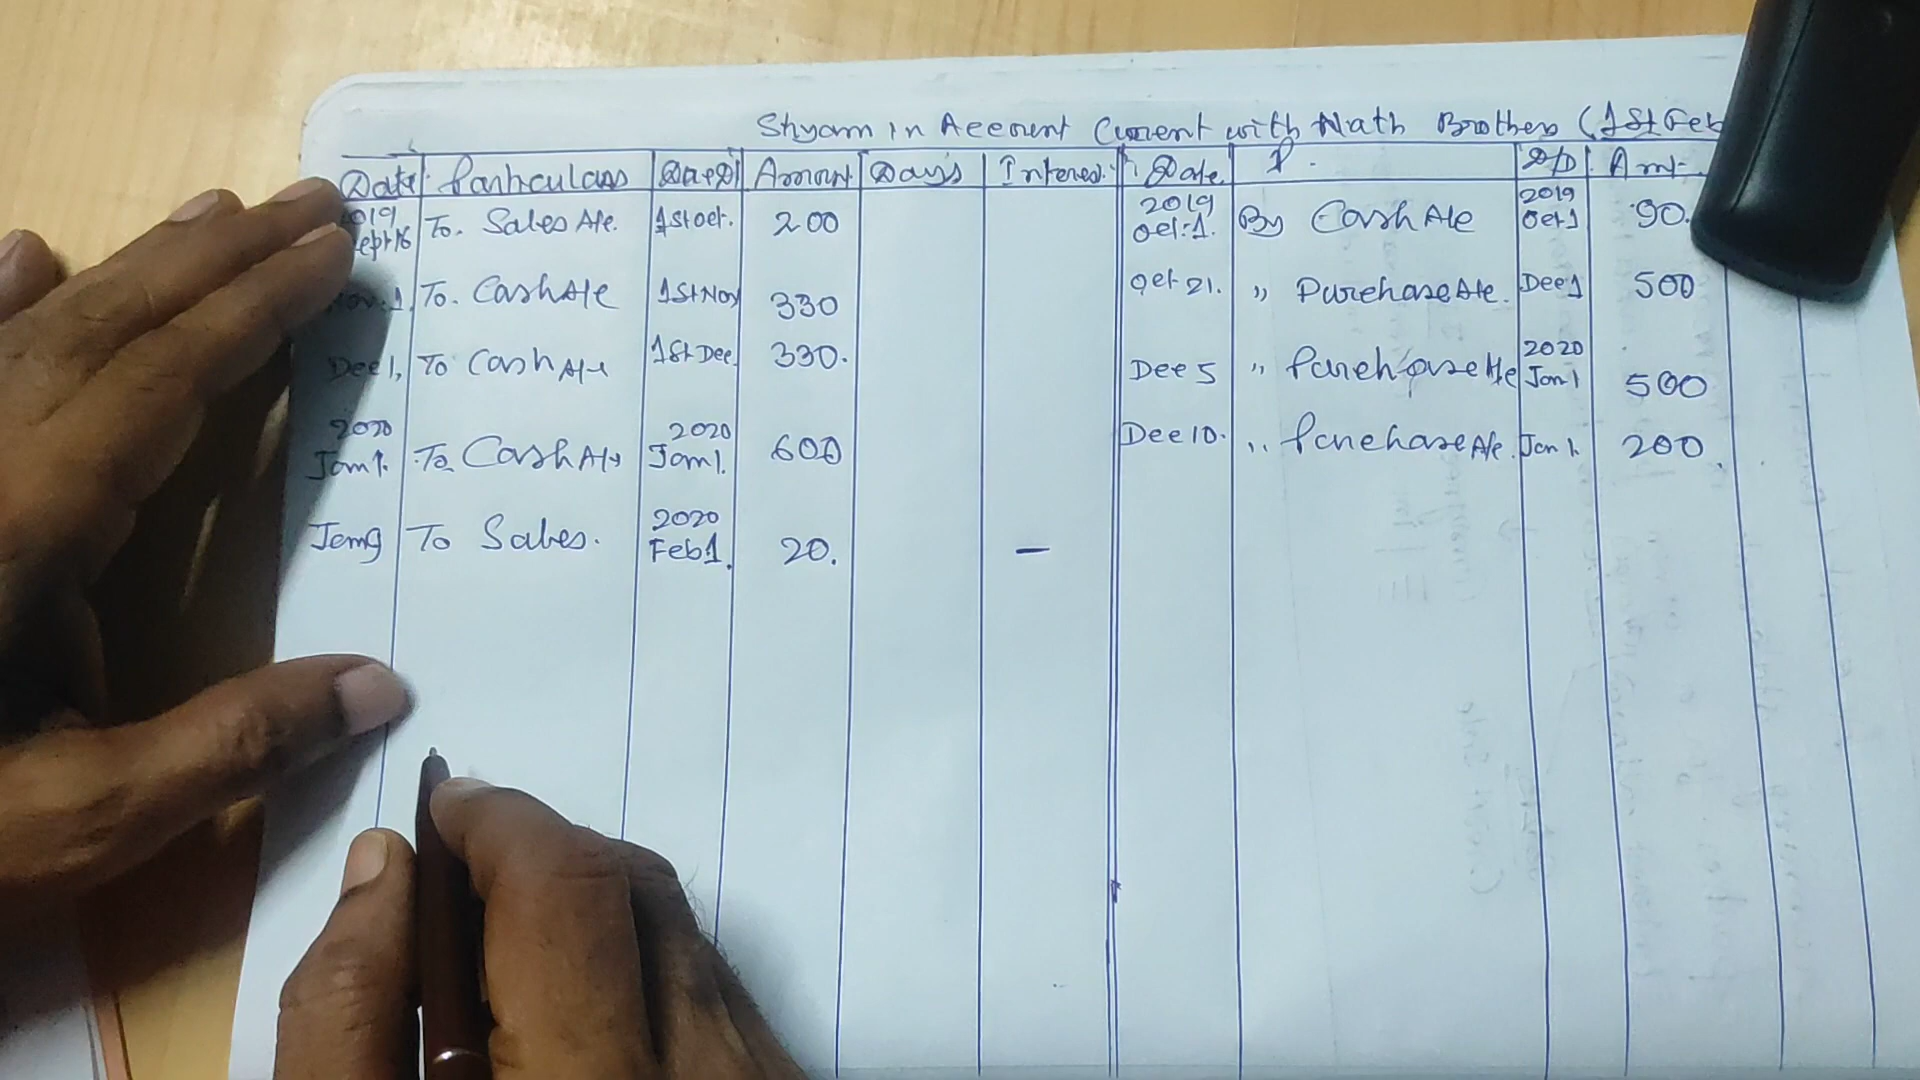 Shyam in Account Current with Nath Brothers (1st Feb
Date Particulars Due D Amount Days Interest Date P. D/D Amt.
2019 Sept 16 To. Sales A/c. 1st Oct. 200 2019 Oct. 1. By Cash A/c 2019 Oct 1 90.
Nov. 1, To. Cash A/c 1st Nov 330 Oct 21. " Purchase A/c. Dec 1 500
Dec 1, To Cash A/c 1st Dec. 330. Dec 5 " Purchase A/c 2020 Jan 1 500
2020 Jan 1. To Cash A/c 2020 Jan 1. 600 Dec 10. " Purchase A/c. Jan 1. 200.
Jan 9 To Sales. 2020 Feb 1. 20. —